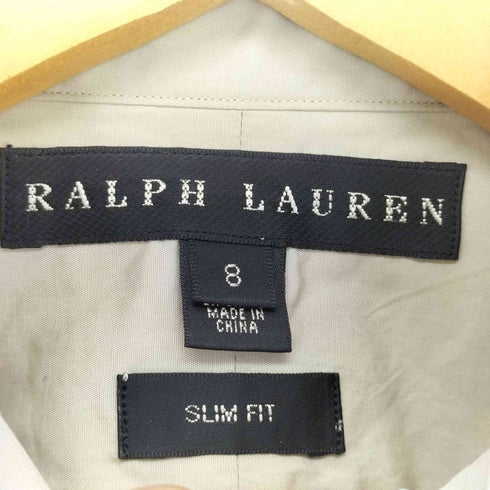 RALPH LAUREN
8
MADE IN
CHINA
SLIM FIT